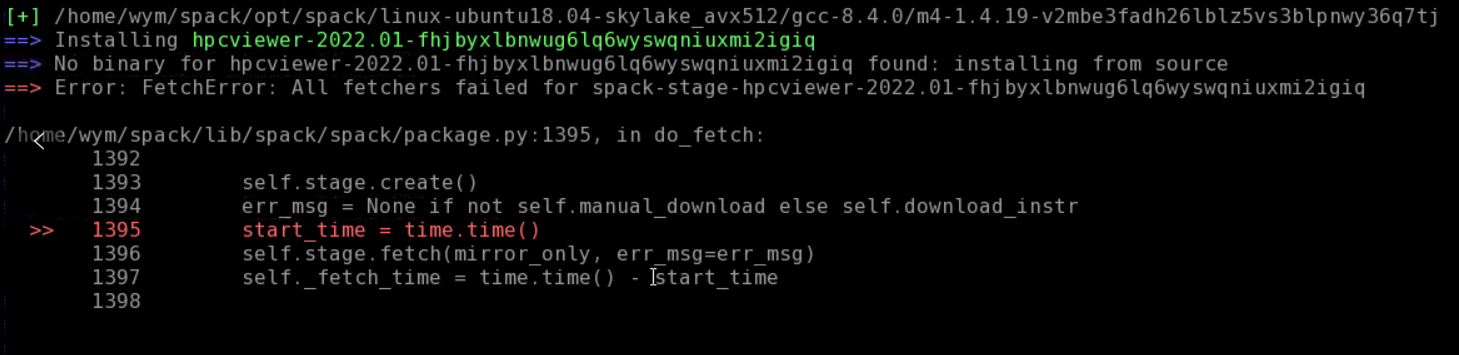 [+] /home/wym/spack/opt/spack/linux-ubuntu18.04-skylake_avx512/gcc-8.4.0/m4-1.4.19-v2mbe3fadh26lblz5vs3blpnwy36q7tj
==> Installing hpcviewer-2022.01-fhjbyxlbnwug6lq6wyswqniuxmi2igiq
==> No binary for hpcviewer-2022.01-fhjbyxlbnwug6lq6wyswqniuxmi2igiq found: installing from source
==> Error: FetchError: All fetchers failed for spack-stage-hpcviewer-2022.01-fhjbyxlbnwug6lq6wyswqniuxmi2igiq
/home/wym/spack/lib/spack/spack/package.py:1395, in do_fetch:
1392
1393 self.stage.create()
1394 err_msg = None if not self.manual_download else self.download_instr
>> 1395 start_time = time.time()
1396 self.stage.fetch(mirror_only, err_msg=err_msg)
1397 self._fetch_time = time.time() - start_time
1398